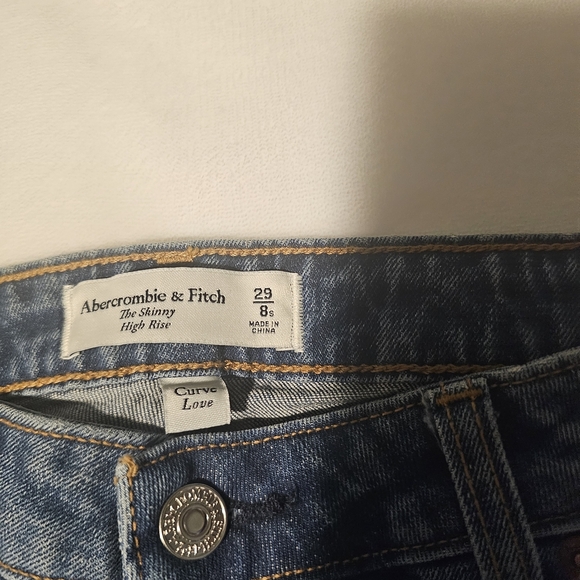 Abercrombie & Fitch
The Skinny
High Rise
29
8s
MADE IN
CHINA
Curve
Love